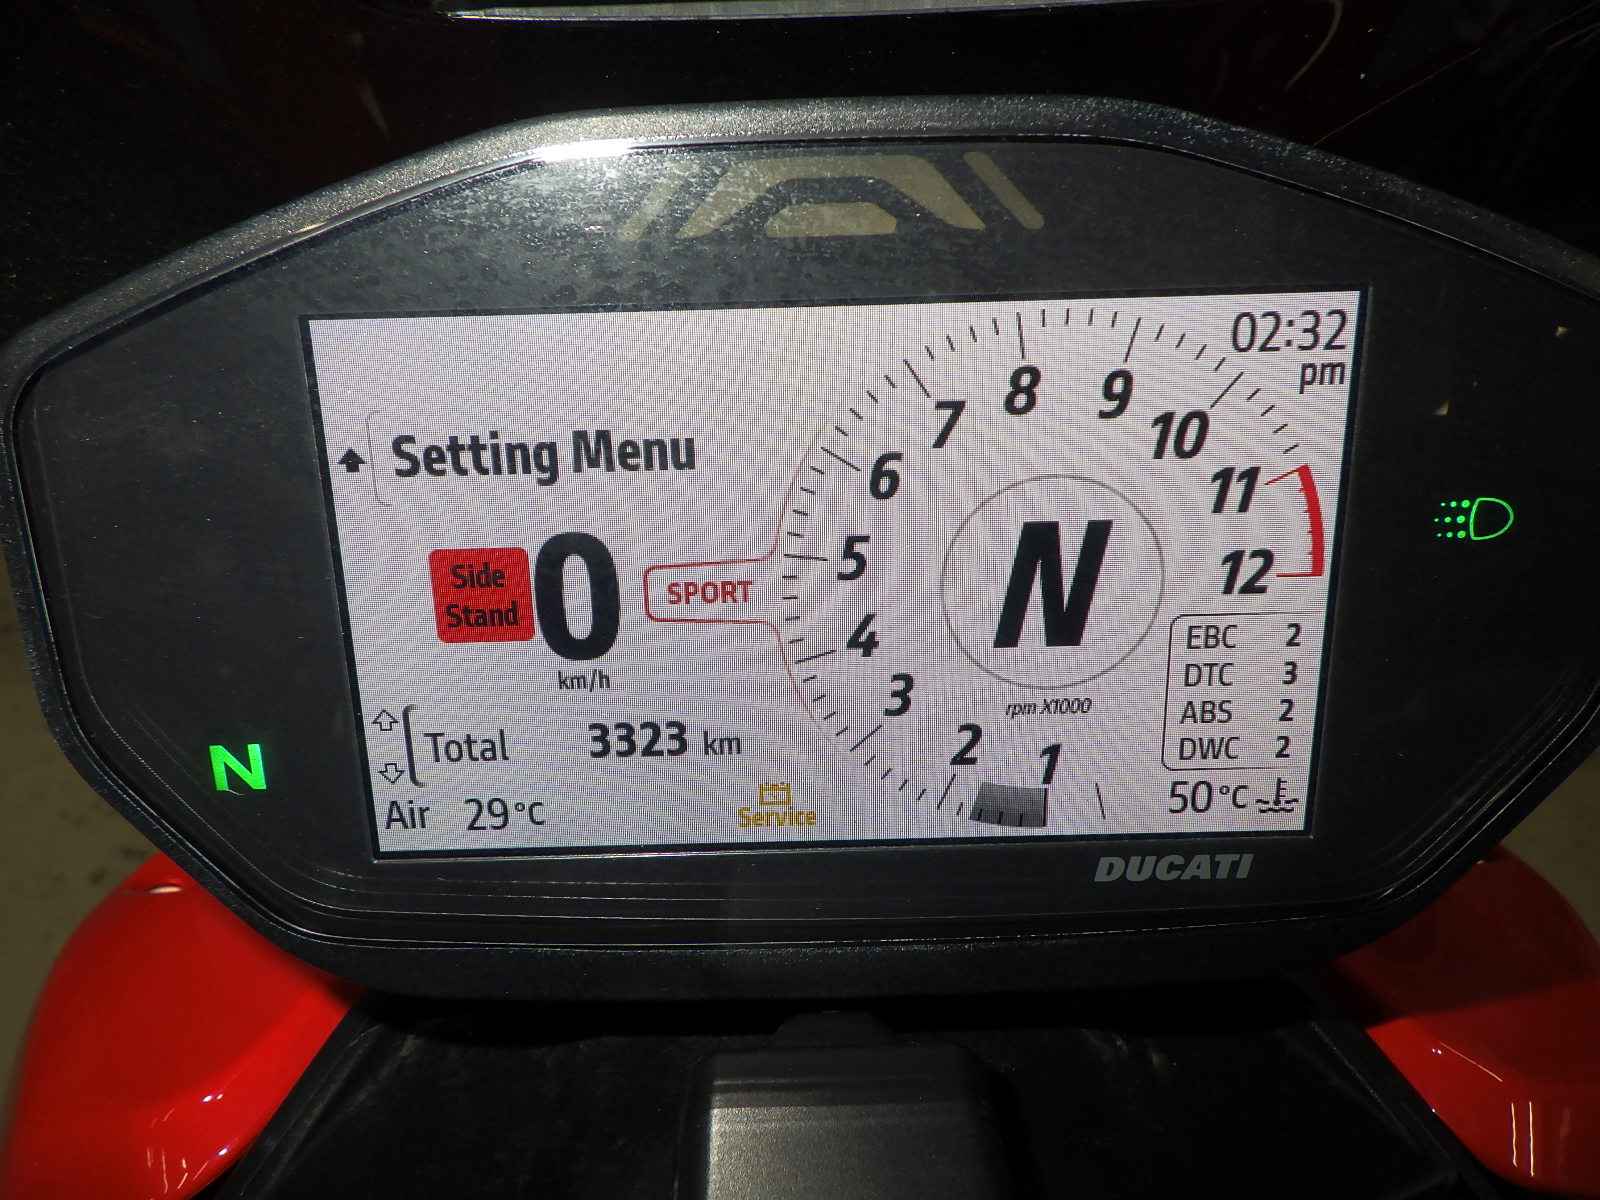 02:32
pm
Setting Menu
Side
Stand
0
km/h
SPORT
1
2
3
4
5
6
7
8
9
10
11
12
N
rpm X1000
EBC 2
DTC 3
ABS 2
DWC 2
Total 3323 km
Air 29°C
Service
50°C
N
DUCATI